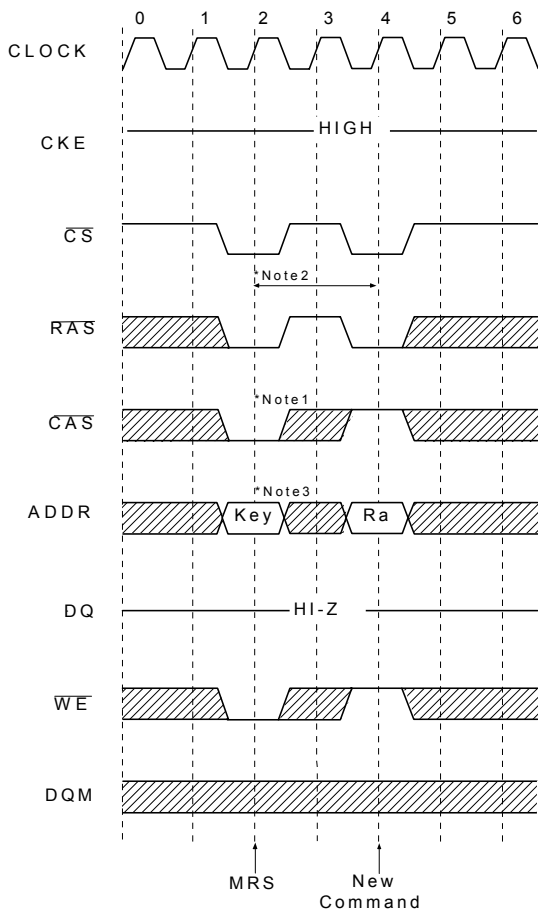 0 1 2 3 4 5 6
CLOCK
HIGH
CKE
CS
*Note2
RAS
*Note1
CAS
*Note3
ADDR
Key
Ra
DQ
HI-Z
WE
DQM
MRS
New
Command